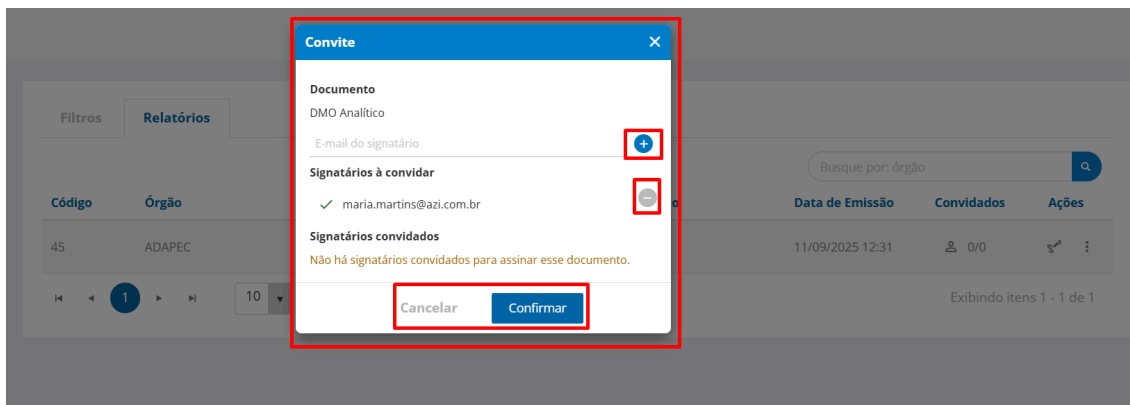 Convite
Documento
DMO Analítico
E-mail do signatário
Signatários à convidar
maria.martins@azi.com.br
Signatários convidados
Não há signatários convidados para assinar esse documento.
Cancelar Confirmar
Filtros Relatórios
Busque por: órgão
Código Órgão Data de Emissão Convidados Ações
45 ADAPEC 11/09/2025 12:31 0/0
1 10 Exibindo itens 1 - 1 de 1